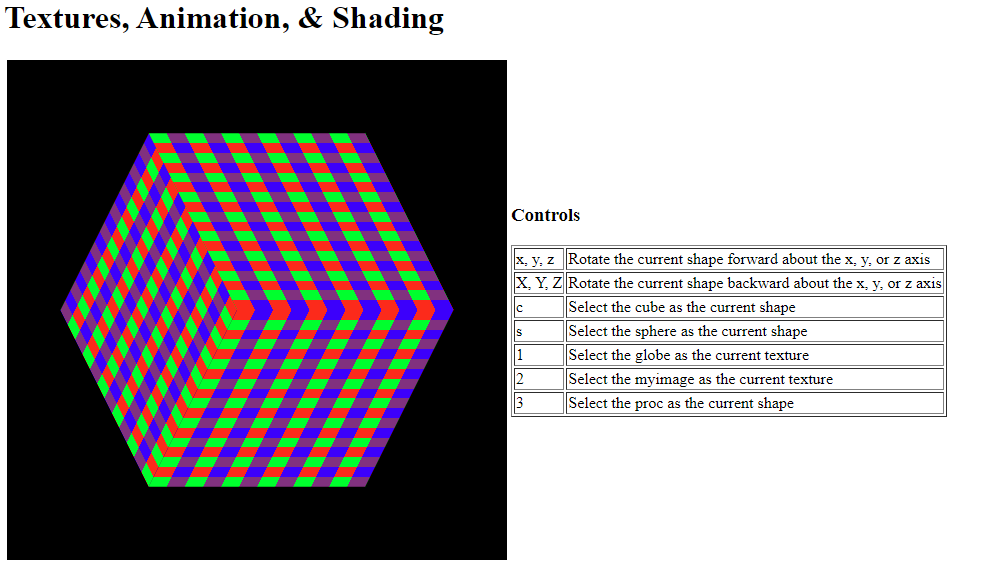 Textures, Animation, & Shading
Controls
x, y, z Rotate the current shape forward about the x, y, or z axis
X, Y, Z Rotate the current shape backward about the x, y, or z axis
c Select the cube as the current shape
s Select the sphere as the current shape
1 Select the globe as the current texture
2 Select the myimage as the current texture
3 Select the proc as the current shape